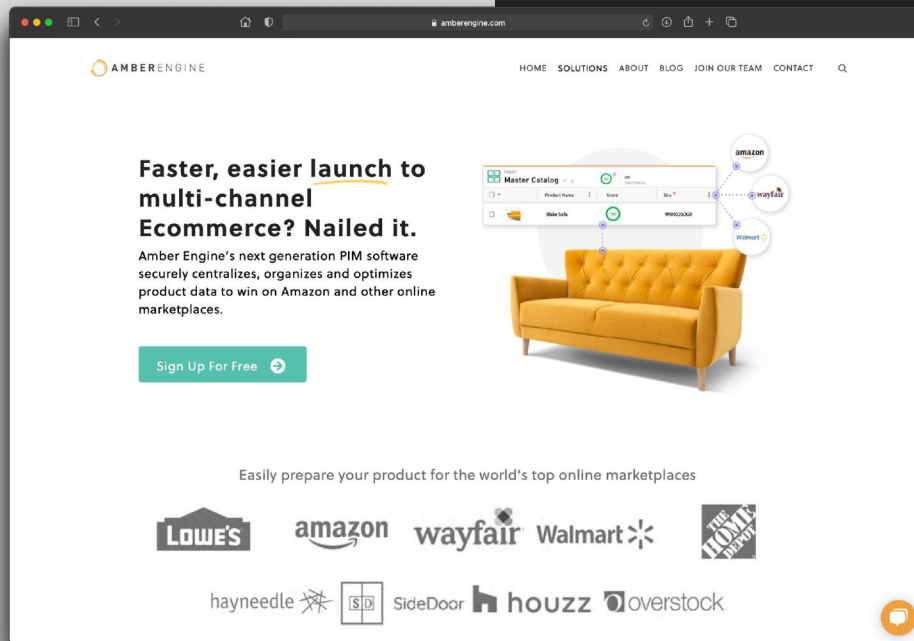 amberengine.com
AMBERENGINE
HOME SOLUTIONS ABOUT BLOG JOIN OUR TEAM CONTACT
Faster, easier launch to
multi-channel
Ecommerce? Nailed it.
Amber Engine's next generation PIM software
securely centralizes, organizes and optimizes
product data to win on Amazon and other online
marketplaces.
Sign Up For Free
Master Catalog
Product Name Score Sku *
Blake Sofa
amazon
wayfair
Walmart
Easily prepare your product for the world's top online marketplaces
LOWE'S amazon wayfair Walmart THE HOME DEPOT
hayneedle SD SideDoor houzz overstock